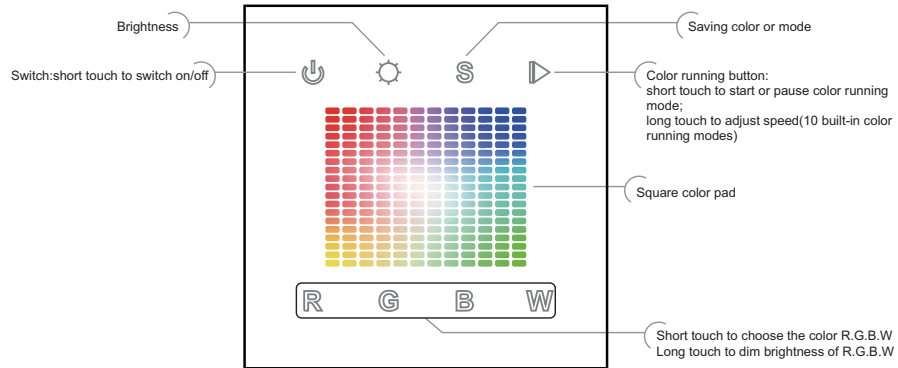 Brightness
Saving color or mode
Switch:short touch to switch on/off
S
Color running button:
short touch to start or pause color running
mode;
long touch to adjust speed(10 built-in color
running modes)
Square color pad
R G B W
Short touch to choose the color R.G.B.W
Long touch to dim brightness of R.G.B.W